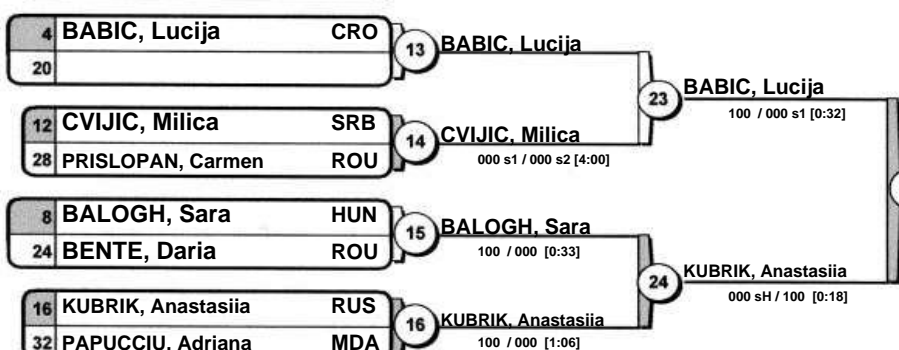 4 BABIC, Lucija CRO
20
13
BABIC, Lucija
12 CVIJIC, Milica SRB
28 PRISLOPAN, Carmen ROU
14
CVIJIC, Milica
000 s1 / 000 s2 [4:00]
23
BABIC, Lucija
100 / 000 s1 [0:32]
8 BALOGH, Sara HUN
24 BENTE, Daria ROU
15
BALOGH, Sara
100 / 000 [0:33]
16 KUBRIK, Anastasiia RUS
32 PAPUCCIU, Adriana MDA
16
KUBRIK, Anastasiia
100 / 000 [1:06]
24
KUBRIK, Anastasiia
000 sH / 100 [0:18]